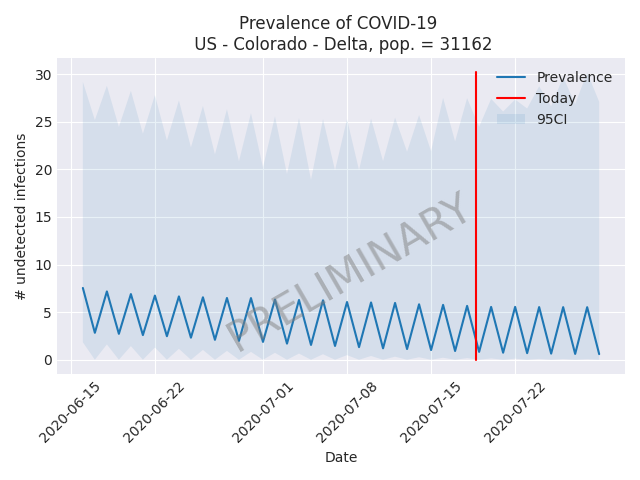 Prevalence of COVID-19
US - Colorado - Delta, pop. = 31162
30
25
20
15
10
5
0
# undetected infections
Prevalence
Today
95CI
PRELIMINARY
2020-06-15
2020-06-22
2020-07-01
2020-07-08
2020-07-15
2020-07-22
Date